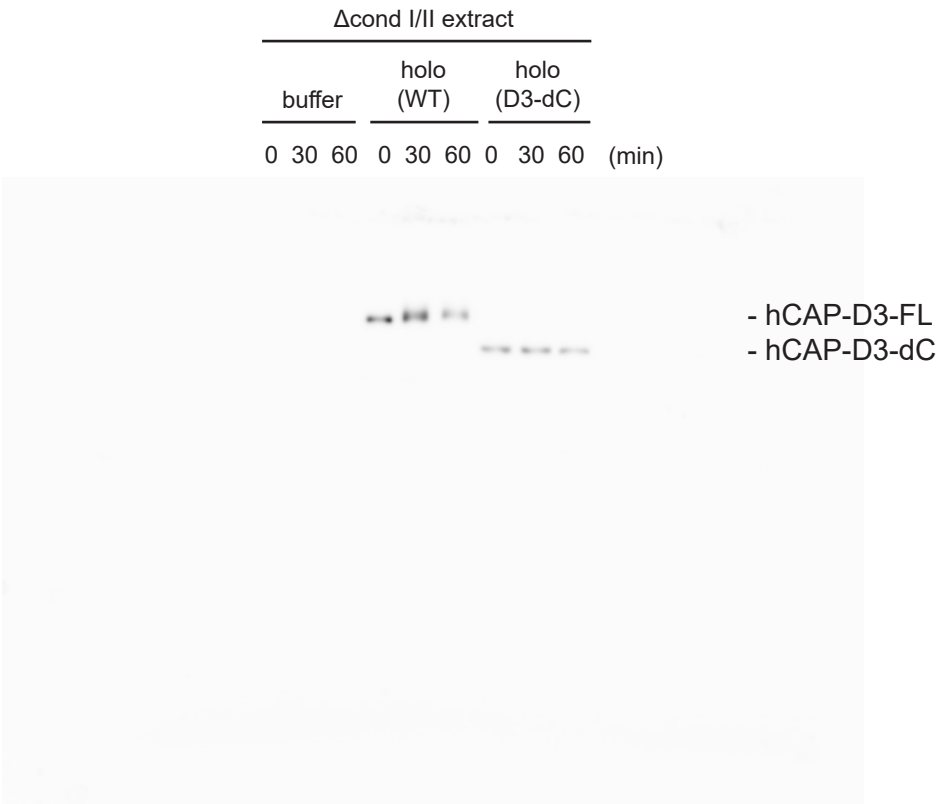 Δcond I/II extract
holo holo
buffer (WT) (D3-dC)
0 30 60 0 30 60 0 30 60 (min)
- hCAP-D3-FL
- hCAP-D3-dC